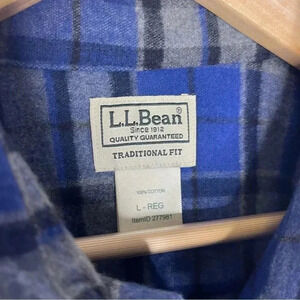 L.L.Bean
Since 1912
QUALITY GUARANTEED
TRADITIONAL FIT
100% COTTON
L - REG
ItemID 277981